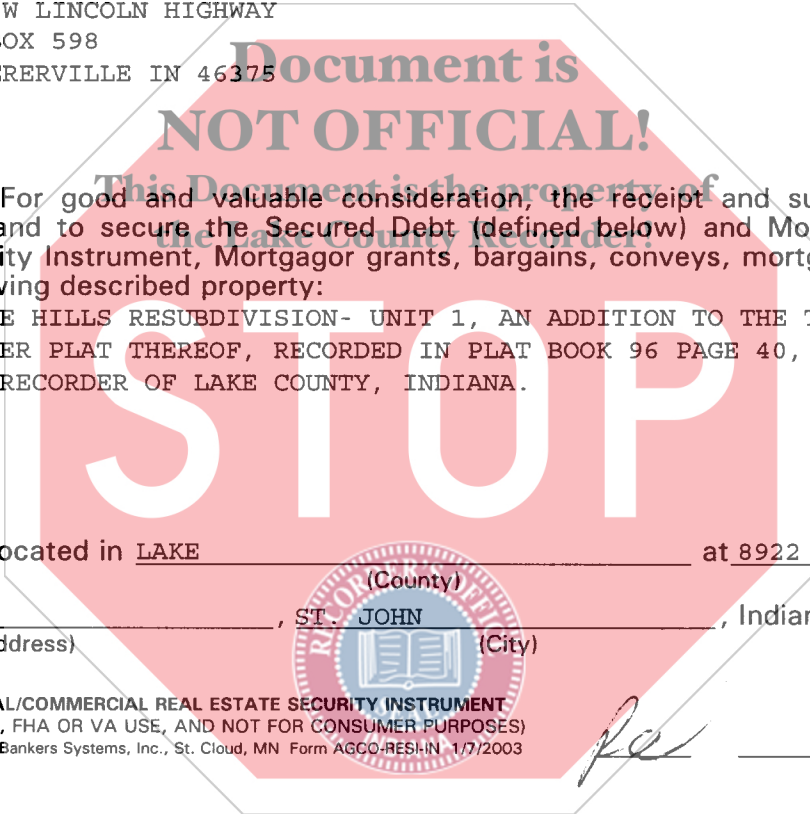 W LINCOLN HIGHWAY
OX 598
RERVILLE IN 46375
Document is
NOT OFFICIAL!
This Document is the property of
the Lake County Recorder!
For good and valuable consideration, the receipt and su
and to secure the Secured Debt (defined below) and Mo
ity Instrument, Mortgagor grants, bargains, conveys, mortg
ving described property:
E HILLS RESUBDIVISION- UNIT 1, AN ADDITION TO THE T
ER PLAT THEREOF, RECORDED IN PLAT BOOK 96 PAGE 40,
RECORDER OF LAKE COUNTY, INDIANA.
STOP
ocated in LAKE at 8922
(County)
, ST. JOHN , Indian
ddress) (City)
RECORDER'S OFFICE
INDIANA
AL/COMMERCIAL REAL ESTATE SECURITY INSTRUMENT
, FHA OR VA USE, AND NOT FOR CONSUMER PURPOSES)
Bankers Systems, Inc., St. Cloud, MN Form AGCO-RESI-IN 1/7/2003